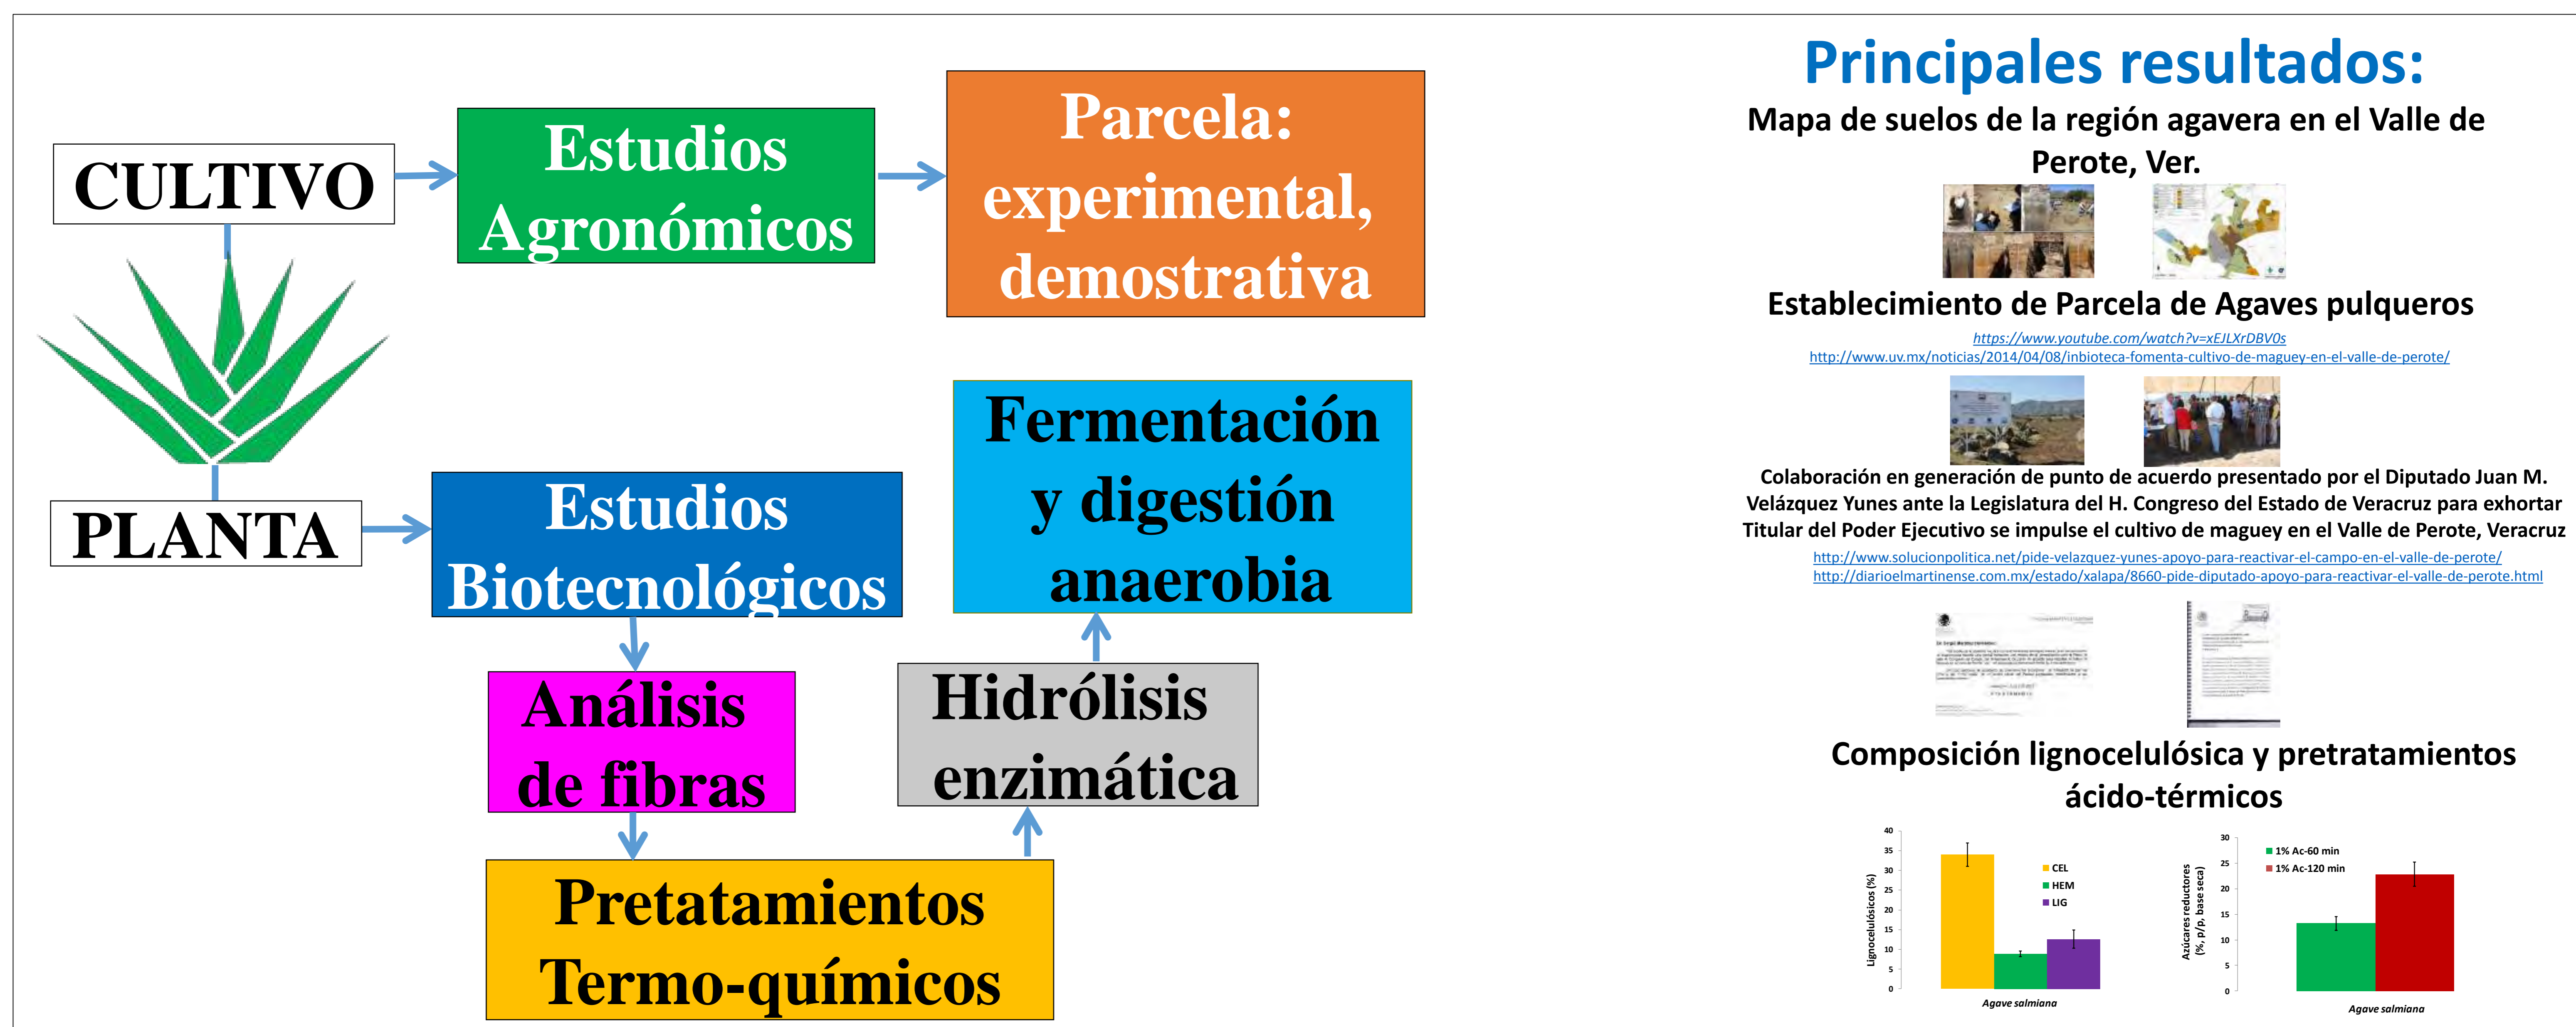 CULTIVO
Estudios
Agronómicos
Parcela:
experimental,
demostrativa
PLANTA
Estudios
Biotecnológicos
Análisis
de fibras
Pretatamientos
Termo-químicos
Hidrólisis
enzimática
Fermentación
y digestión
anaerobia
Principales resultados:
Mapa de suelos de la región agavera en el Valle de
Perote, Ver.
Establecimiento de Parcela de Agaves pulqueros
https://www.youtube.com/watch?v=xEJLXrDBV0s
http://www.uv.mx/noticias/2014/04/08/inbioteca-fomenta-cultivo-de-maguey-en-el-valle-de-perote/
Colaboración en generación de punto de acuerdo presentado por el Diputado Juan M.
Velázquez Yunes ante la Legislatura del H. Congreso del Estado de Veracruz para exhortar
Titular del Poder Ejecutivo se impulse el cultivo de maguey en el Valle de Perote, Veracruz
http://www.solucionpolitica.net/pide-velazquez-yunes-apoyo-para-reactivar-el-campo-en-el-valle-de-perote/
http://diarioelmartinense.com.mx/estado/xalapa/8660-pide-diputado-apoyo-para-reactivar-el-valle-de-perote.html
Composición lignocelulósica y pretratamientos
ácido-térmicos
Lignocelulósicos (%)
40
35
30
25
20
15
10
5
0
CEL
HEM
LIG
Agave salmiana
Azúcares reductores
(%, p/p, base seca)
30
25
20
15
10
5
0
1% Ac-60 min
1% Ac-120 min
Agave salmiana